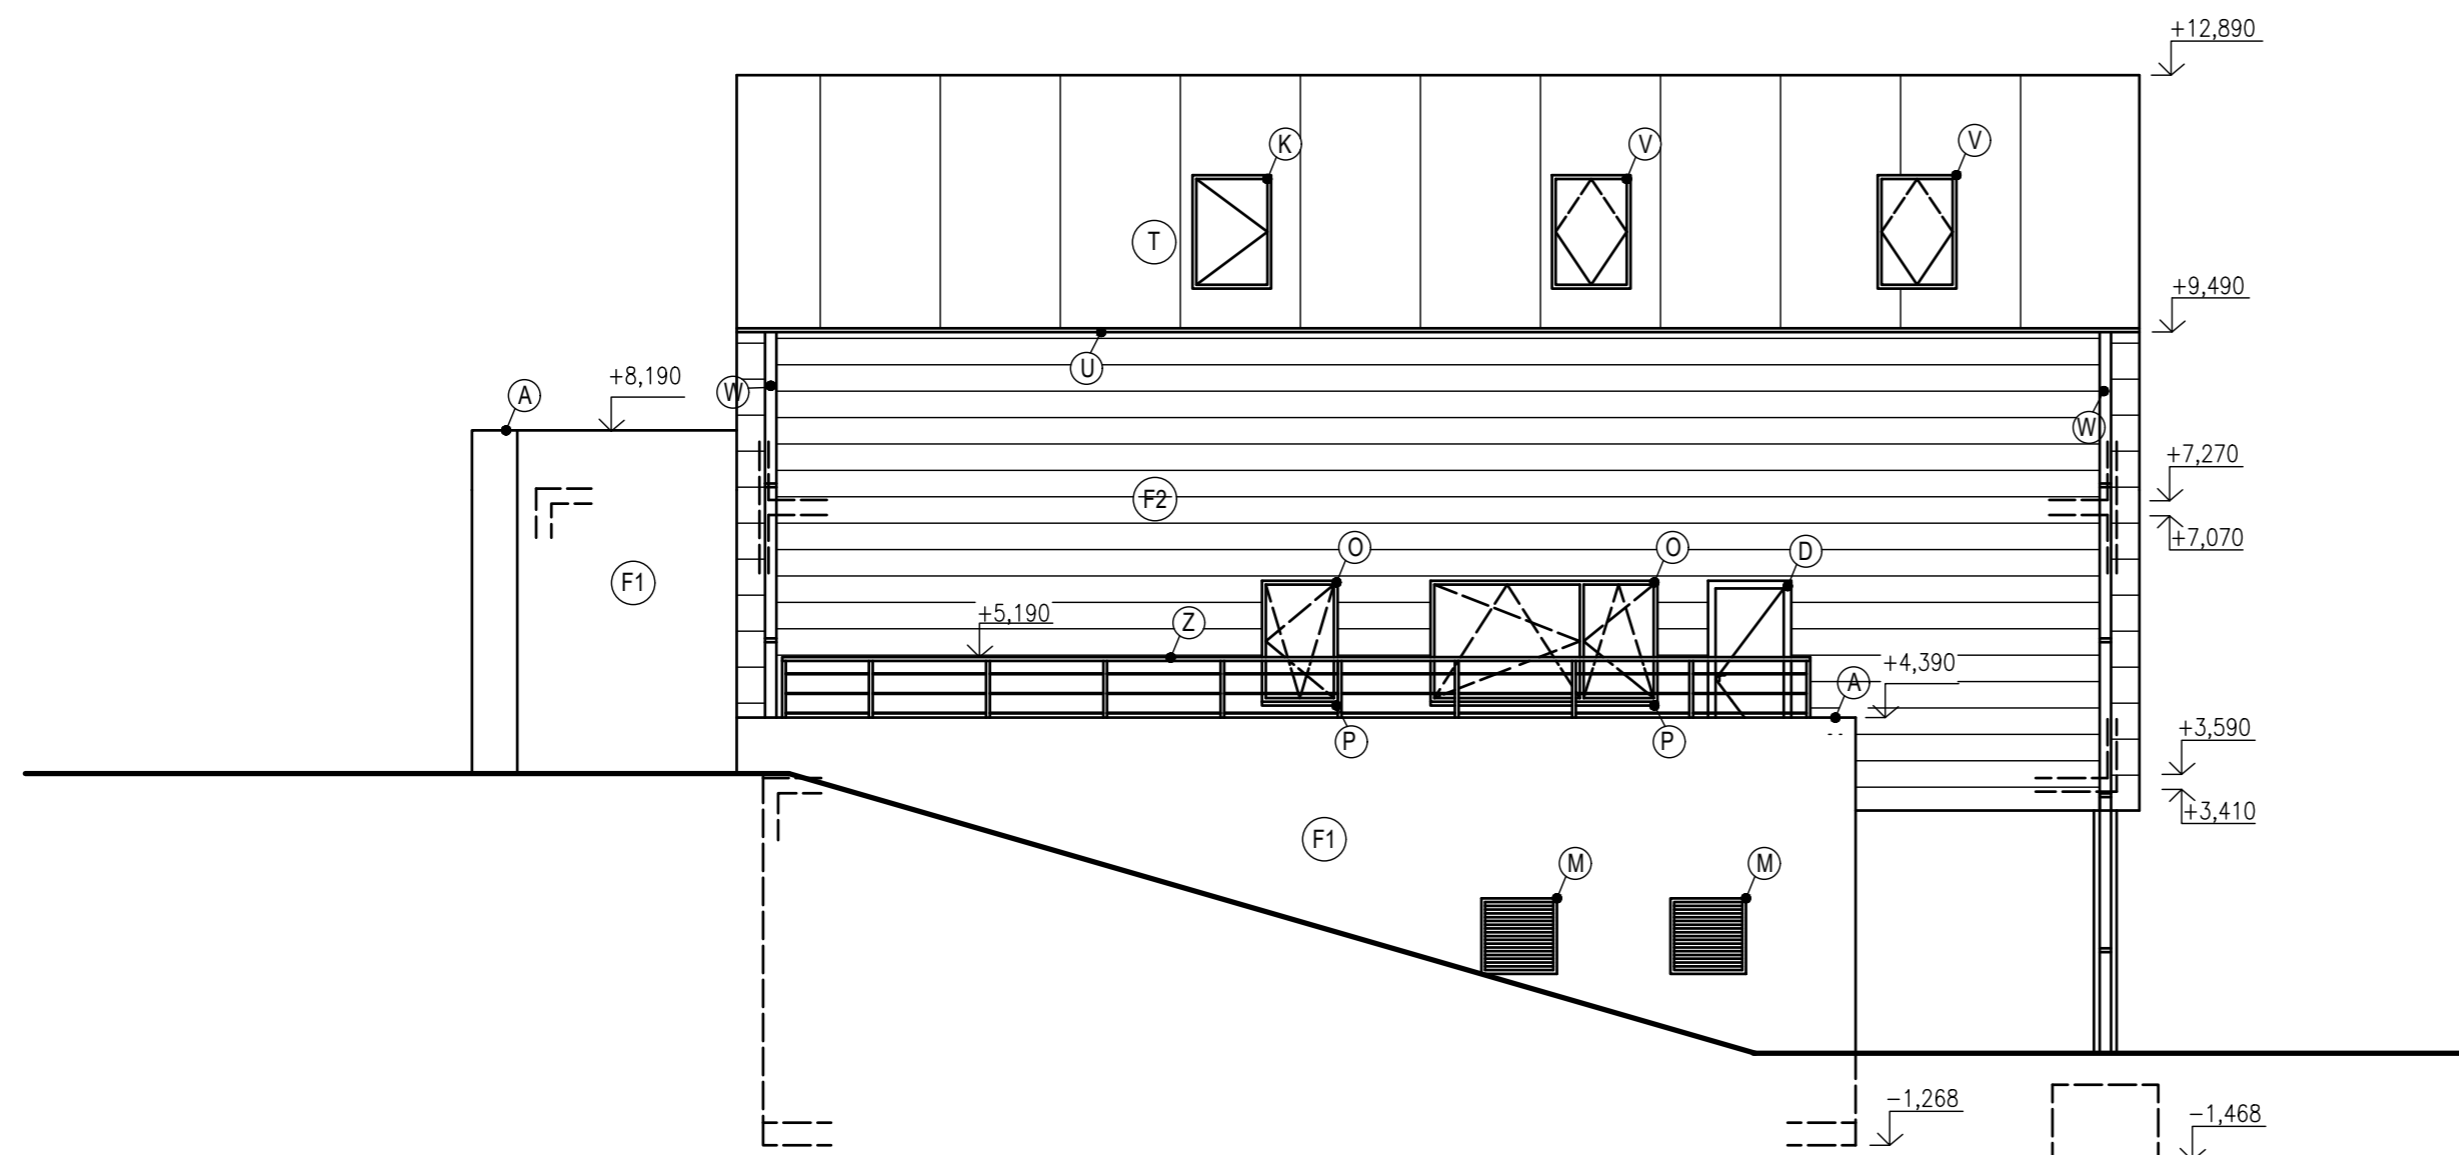 +12,890
K
V
V
T
+9,490
U
+8,190
A
W
W
+7,270
F2
+7,070
O
O
D
F1
+5,190
Z
+4,390
A
P
P
+3,590
+3,410
F1
M
M
−1,268
−1,468